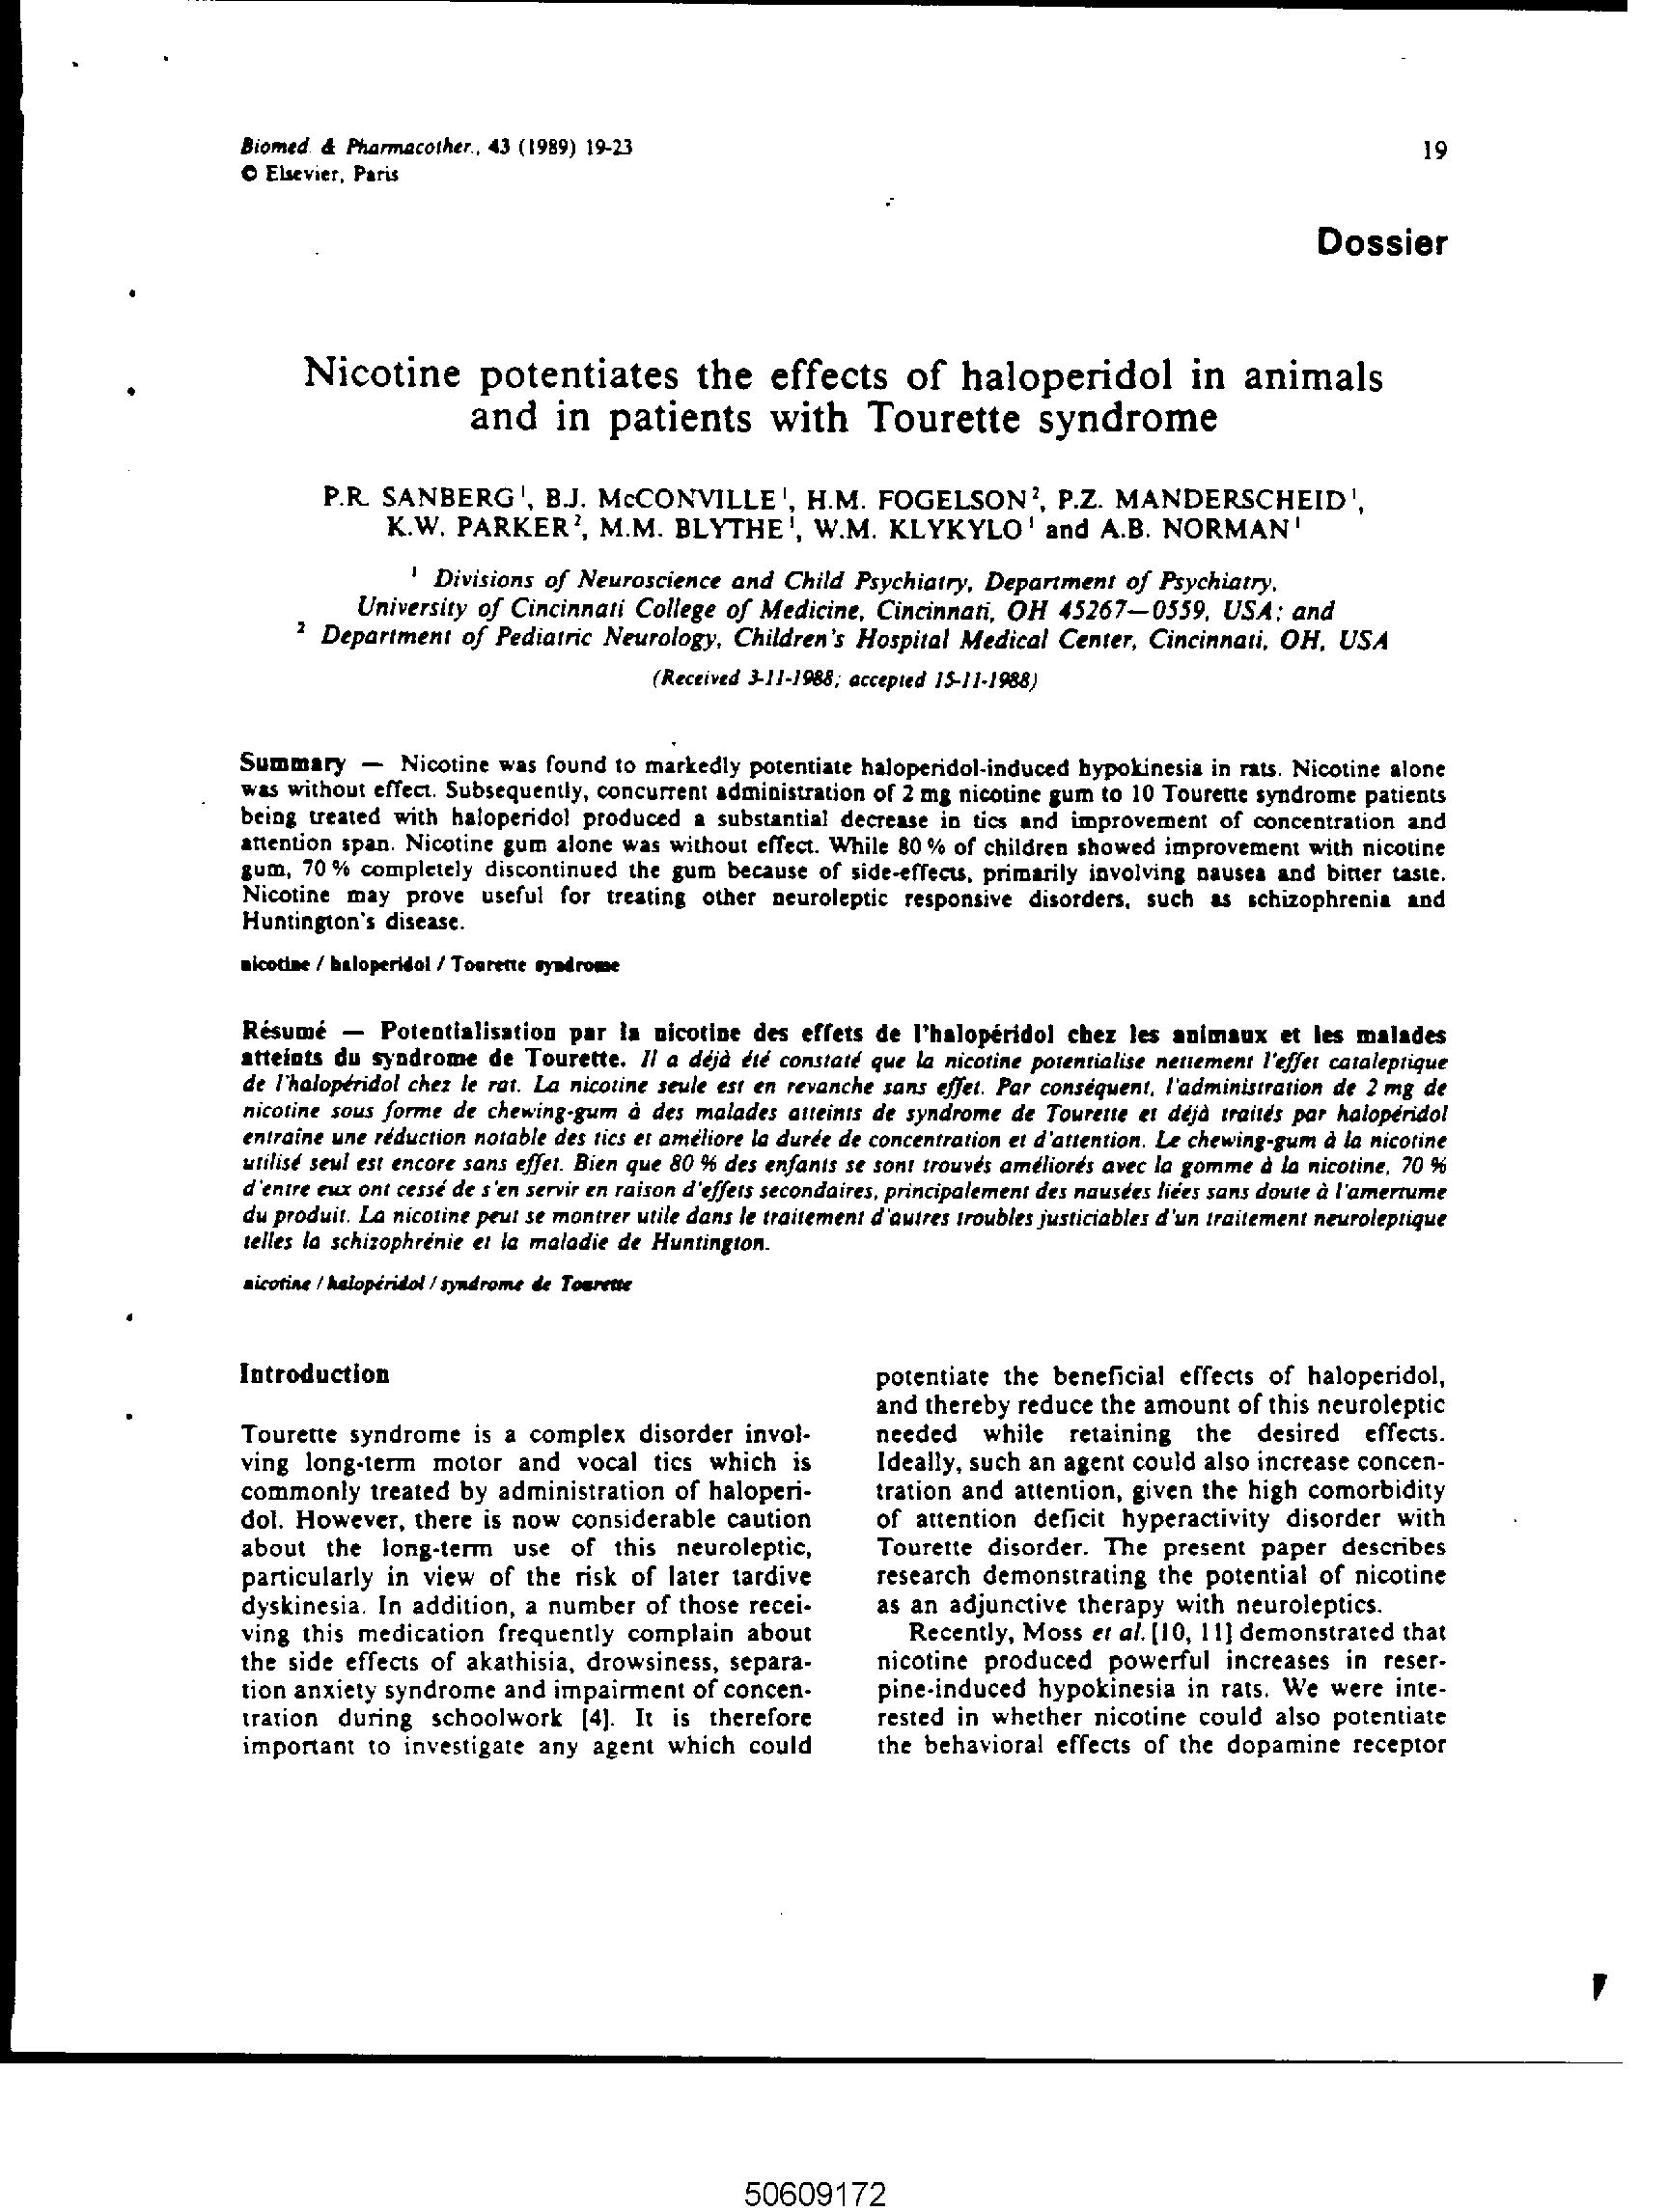 Biomed. & Pharmacother., 43 (1989) 19-23
© Elsevier, Paris
19
Dossier
Nicotine potentiates the effects of haloperidol in animals
and in patients with Tourette syndrome
P.R. SANBERG¹, B.J. McCONVILLE¹, H.M. FOGELSON², P.Z. MANDERSCHEID¹,
K.W. PARKER², M.M. BLYTHE¹, W.M. KLYKYLO¹ and A.B. NORMAN¹
¹ Divisions of Neuroscience and Child Psychiatry, Department of Psychiatry,
University of Cincinnati College of Medicine, Cincinnati, OH 45267—0559, USA; and
² Department of Pediatric Neurology, Children's Hospital Medical Center, Cincinnati, OH, USA
(Received 3-11-1988; accepted 15-11-1988)
Summary — Nicotine was found to markedly potentiate haloperidol-induced hypokinesia in rats. Nicotine alone
was without effect. Subsequently, concurrent administration of 2 mg nicotine gum to 10 Tourette syndrome patients
being treated with haloperidol produced a substantial decrease in tics and improvement of concentration and
attention span. Nicotine gum alone was without effect. While 80 % of children showed improvement with nicotine
gum, 70 % completely discontinued the gum because of side-effects, primarily involving nausea and bitter taste.
Nicotine may prove useful for treating other neuroleptic responsive disorders, such as schizophrenia and
Huntington's disease.
nicotine / haloperidol / Tourette syndrome
Résumé — Potentialisation par la nicotine des effets de l'halopéridol chez les animaux et les malades
atteints du syndrome de Tourette. Il a déjà été constaté que la nicotine potentialise nettement l'effet cataleptique
de l'halopéridol chez le rat. La nicotine seule est en revanche sans effet. Par conséquent, l'administration de 2 mg de
nicotine sous forme de chewing-gum à des malades atteints de syndrome de Tourette et déjà traités par halopéridol
entraîne une réduction notable des tics et améliore la durée de concentration et d'attention. Le chewing-gum à la nicotine
utilisé seul est encore sans effet. Bien que 80 % des enfants se sont trouvés améliorés avec la gomme à la nicotine, 70 %
d'entre eux ont cessé de s'en servir en raison d'effets secondaires, principalement des nausées liées sans doute à l'amertume
du produit. La nicotine peut se montrer utile dans le traitement d'autres troubles justiciables d'un traitement neuroleptique
telles la schizophrénie et la maladie de Huntington.
nicotine / halopéridol / syndrome de Tourette
Introduction
Tourette syndrome is a complex disorder invol-
ving long-term motor and vocal tics which is
commonly treated by administration of haloperi-
dol. However, there is now considerable caution
about the long-term use of this neuroleptic,
particularly in view of the risk of later tardive
dyskinesia. In addition, a number of those recei-
ving this medication frequently complain about
the side effects of akathisia, drowsiness, separa-
tion anxiety syndrome and impairment of concen-
tration during schoolwork [4]. It is therefore
important to investigate any agent which could
potentiate the beneficial effects of haloperidol,
and thereby reduce the amount of this neuroleptic
needed while retaining the desired effects.
Ideally, such an agent could also increase concen-
tration and attention, given the high comorbidity
of attention deficit hyperactivity disorder with
Tourette disorder. The present paper describes
research demonstrating the potential of nicotine
as an adjunctive therapy with neuroleptics.
Recently, Moss et al. [10, 11] demonstrated that
nicotine produced powerful increases in reser-
pine-induced hypokinesia in rats. We were inte-
rested in whether nicotine could also potentiate
the behavioral effects of the dopamine receptor
50609172